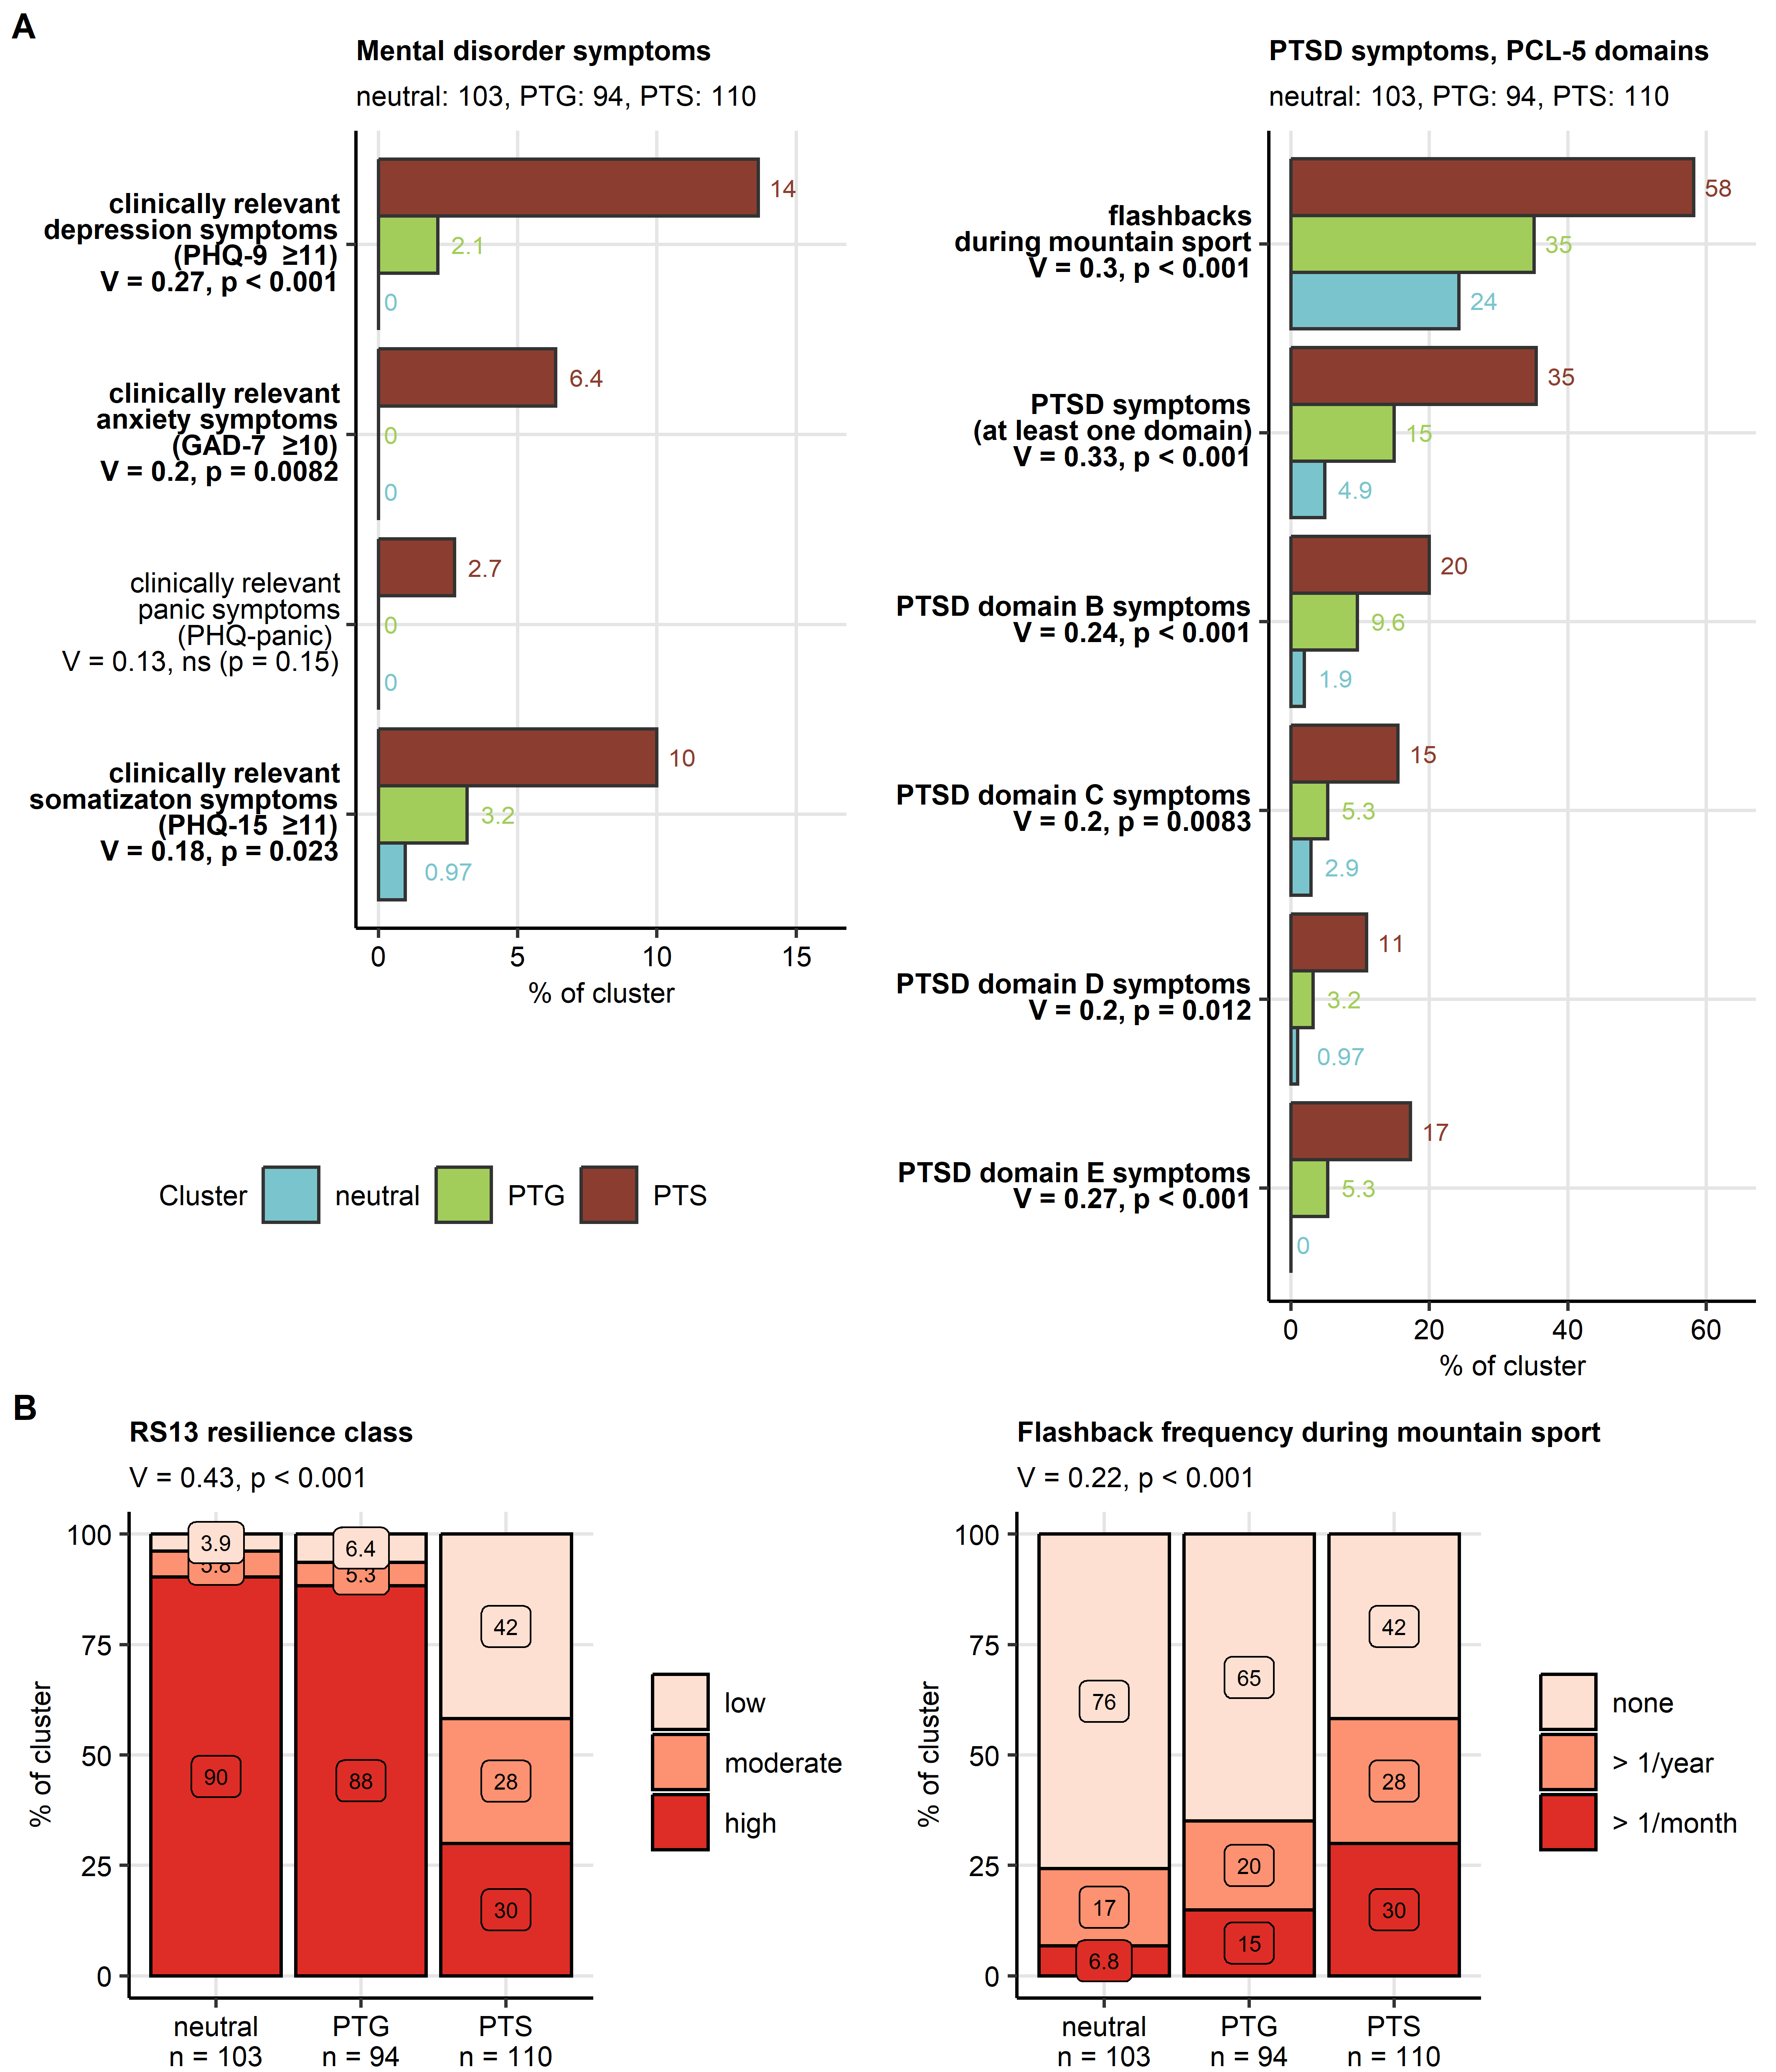 A
Mental disorder symptoms
neutral: 103, PTG: 94, PTS: 110
clinically relevant
depression symptoms
(PHQ-9 ≥11)
V = 0.27, p < 0.001
14
2.1
0
clinically relevant
anxiety symptoms
(GAD-7 ≥10)
V = 0.2, p = 0.0082
6.4
0
0
clinically relevant
panic symptoms
(PHQ-panic)
V = 0.13, ns (p = 0.15)
2.7
0
0
clinically relevant
somatizaton symptoms
(PHQ-15 ≥11)
V = 0.18, p = 0.023
10
3.2
0.97
0 5 10 15
% of cluster
Cluster neutral PTG PTS
PTSD symptoms, PCL-5 domains
neutral: 103, PTG: 94, PTS: 110
flashbacks
during mountain sport
V = 0.3, p < 0.001
58
35
24
PTSD symptoms
(at least one domain)
V = 0.33, p < 0.001
35
15
4.9
PTSD domain B symptoms
V = 0.24, p < 0.001
20
9.6
1.9
PTSD domain C symptoms
V = 0.2, p = 0.0083
15
5.3
2.9
PTSD domain D symptoms
V = 0.2, p = 0.012
11
3.2
0.97
PTSD domain E symptoms
V = 0.27, p < 0.001
17
5.3
0
0 20 40 60
% of cluster
B
RS13 resilience class
V = 0.43, p < 0.001
% of cluster
100
75
50
25
0
3.9
5.8
90
6.4
5.3
88
42
28
30
neutral PTG PTS
n = 103 n = 94 n = 110
low
moderate
high
Flashback frequency during mountain sport
V = 0.22, p < 0.001
% of cluster
100
75
50
25
0
76
17
6.8
65
20
15
42
28
30
neutral PTG PTS
n = 103 n = 94 n = 110
none
> 1/year
> 1/month